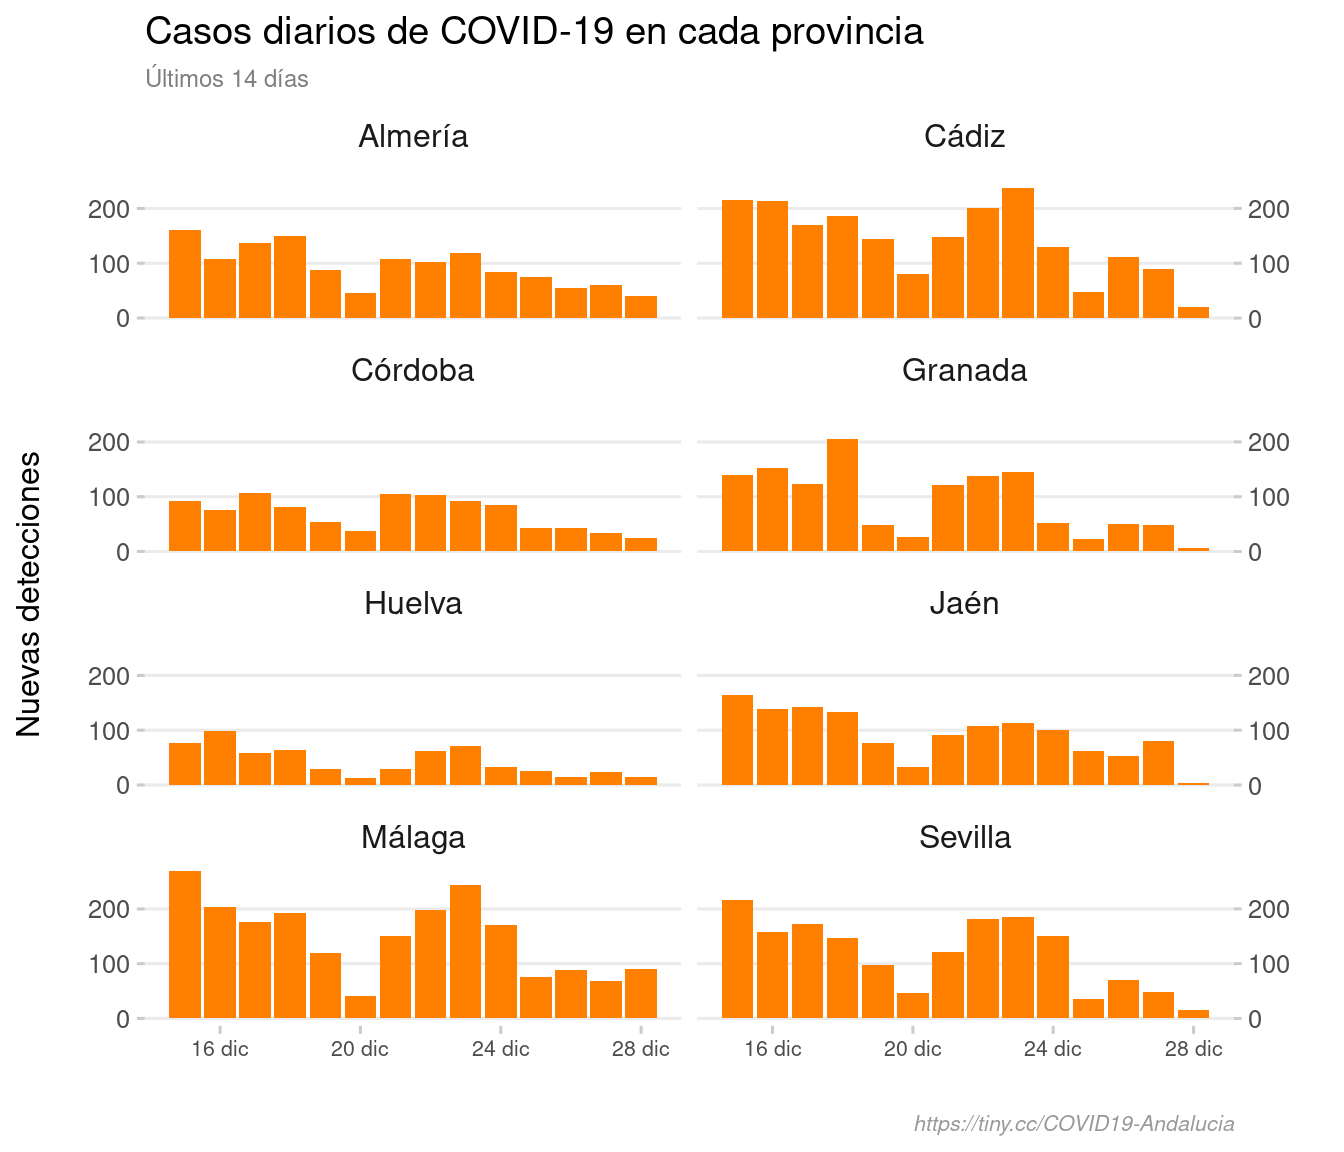 Casos diarios de COVID-19 en cada provincia
Últimos 14 días
Almería
Cádiz
200
100
0
200
100
0
Córdoba
Granada
200
100
0
200
100
0
Nuevas detecciones
Huelva
Jaén
200
100
0
200
100
0
Málaga
Sevilla
200
100
0
200
100
0
16 dic 20 dic 24 dic 28 dic
16 dic 20 dic 24 dic 28 dic
https://tiny.cc/COVID19-Andalucia